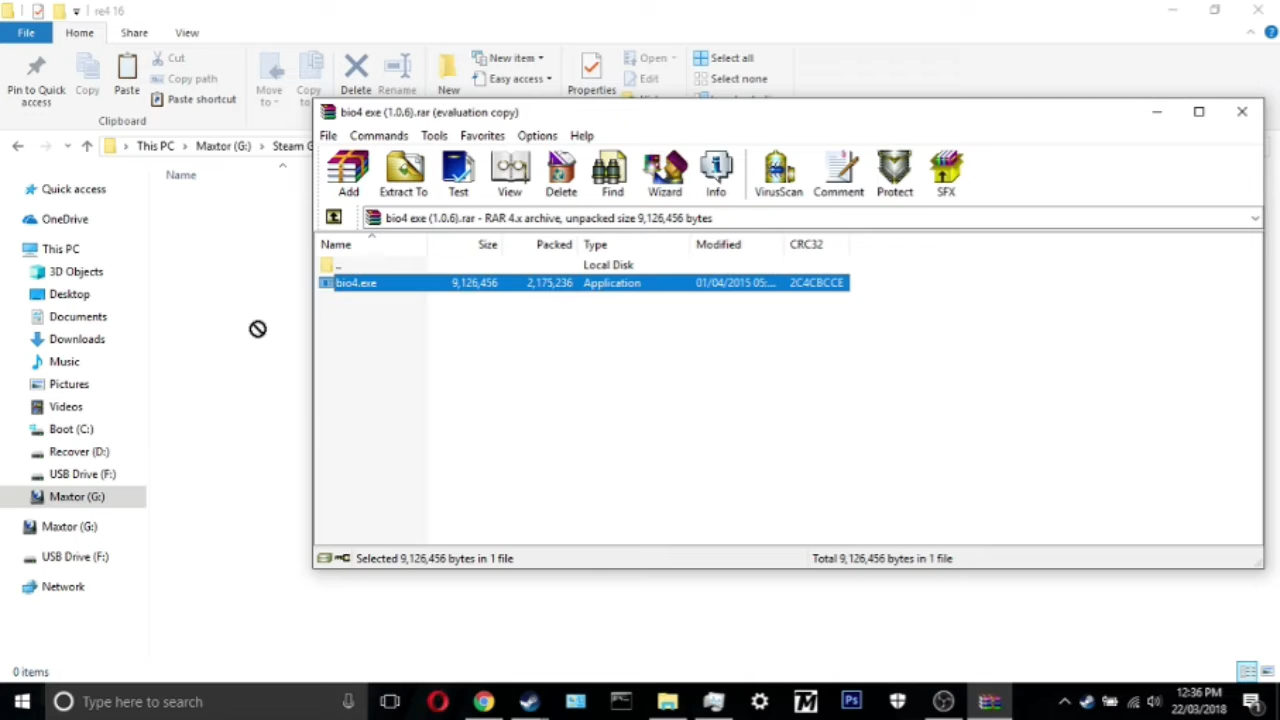 re4 16
File
Home
Share
View
Pin to Quick access
Copy
Paste
Cut
Copy path
Paste shortcut
Clipboard
Move to
Copy to
Delete
Rename
New
New item
Easy access
Properties
Open
Edit
Select all
Select none
This PC
Maxtor (G:)
Steam G
Name
Quick access
OneDrive
This PC
3D Objects
Desktop
Documents
Downloads
Music
Pictures
Videos
Boot (C:)
Recover (D:)
USB Drive (F:)
Maxtor (G:)
Maxtor (G:)
USB Drive (F:)
Network
0 items
bio4 exe (1.0.6).rar (evaluation copy)
File Commands Tools Favorites Options Help
Add Extract To Test View Delete Find Wizard Info VirusScan Comment Protect SFX
bio4 exe (1.0.6).rar - RAR 4.x archive, unpacked size 9,126,456 bytes
Name Size Packed Type Modified CRC32
.. Local Disk
bio4.exe 9,126,456 2,175,236 Application 01/04/2015 05:... 2C4CBCCE
Selected 9,126,456 bytes in 1 file
Total 9,126,456 bytes in 1 file
Type here to search
12:36 PM
22/03/2018